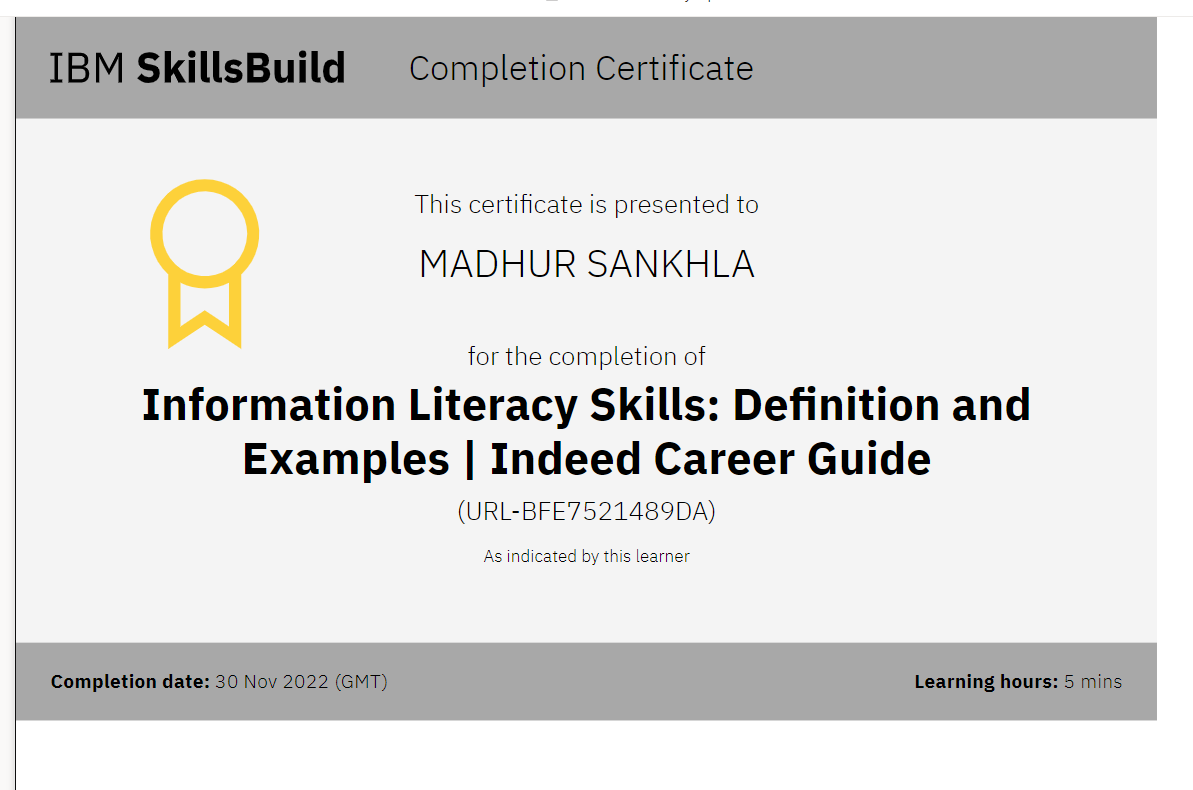 IBM SkillsBuild Completion Certificate
This certificate is presented to
MADHUR SANKHLA
for the completion of
Information Literacy Skills: Definition and
Examples | Indeed Career Guide
(URL-BFE7521489DA)
As indicated by this learner
Completion date: 30 Nov 2022 (GMT)
Learning hours: 5 mins